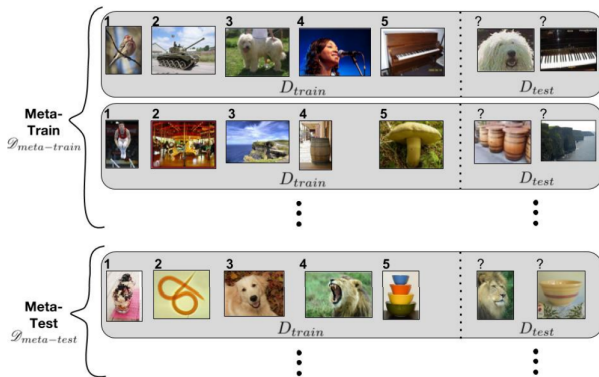 1 2 3 4 5 ? ?
D_train D_test
Meta-
Train
𝒟_meta−train
1 2 3 4 5 ? ?
D_train D_test
Meta-
Test
𝒟_meta−test
1 2 3 4 5 ? ?
D_train D_test